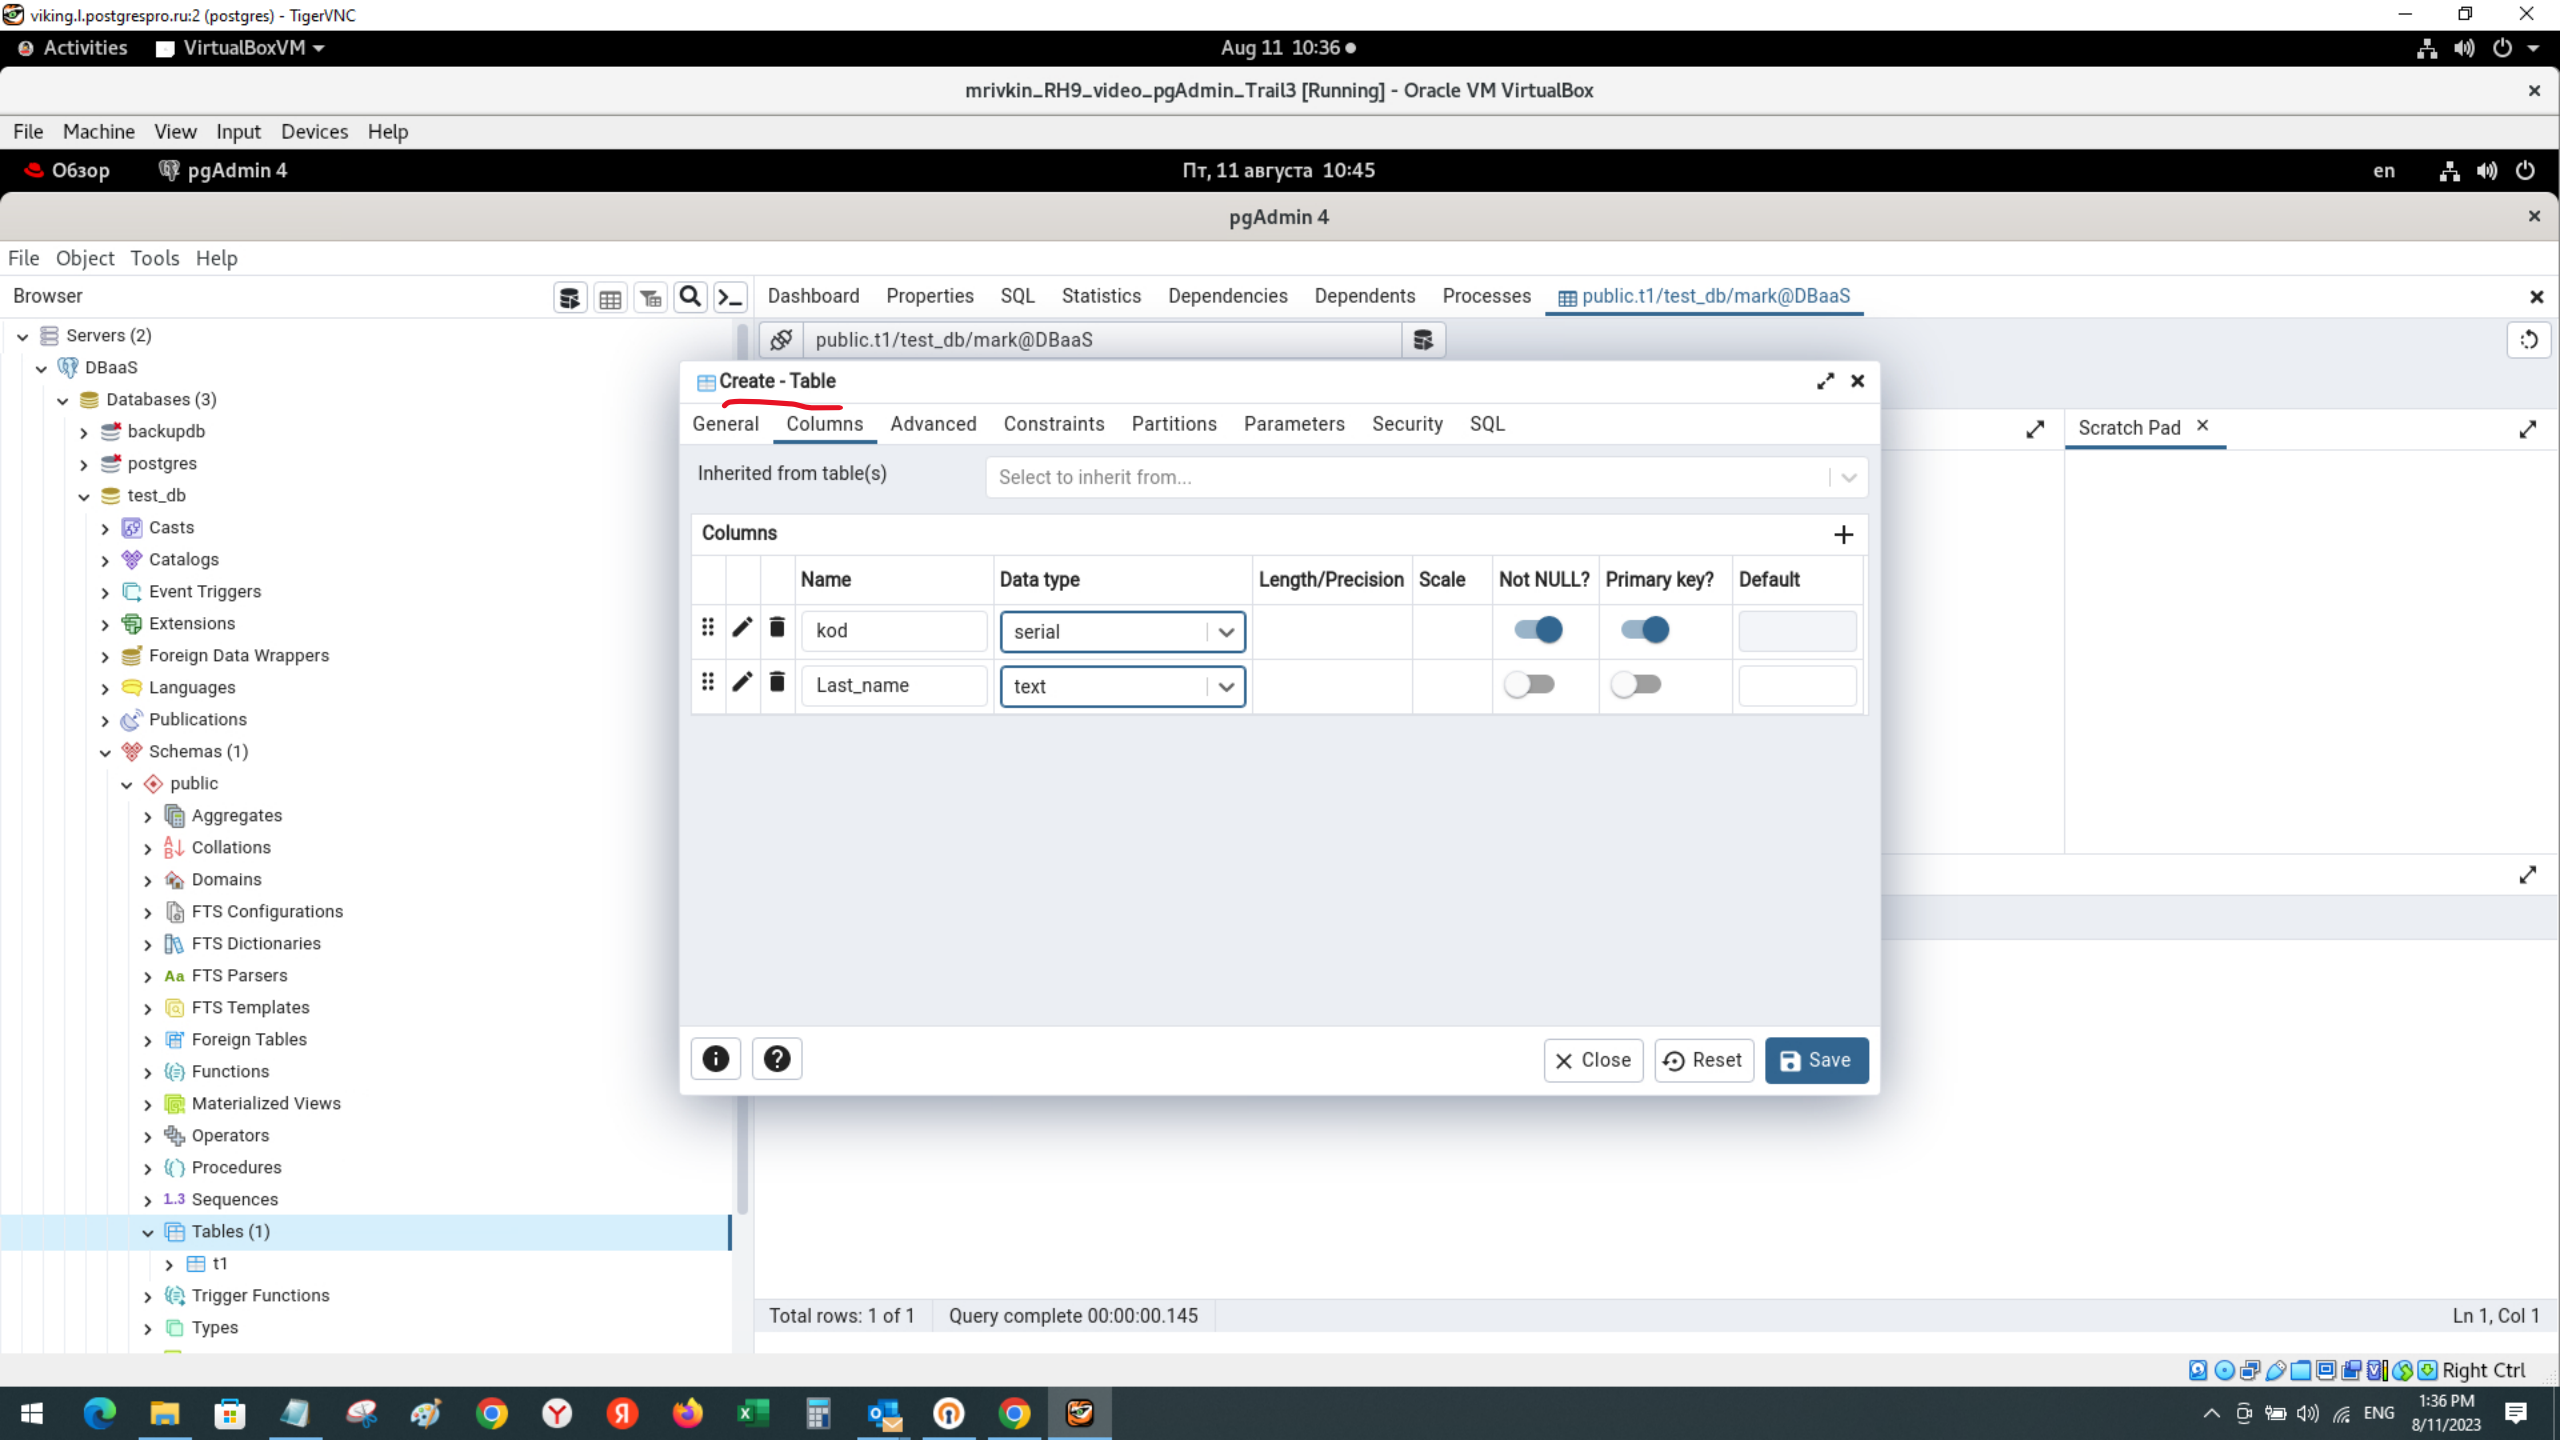 viking.l.postgrespro.ru:2 (postgres) - TigerVNC
Activities VirtualBoxVM Aug 11 10:36
mrivkin_RH9_video_pgAdmin_Trail3 [Running] - Oracle VM VirtualBox
File Machine View Input Devices Help
Обзор pgAdmin 4 Пт, 11 августа 10:45 en
pgAdmin 4
File Object Tools Help
Browser
Dashboard Properties SQL Statistics Dependencies Dependents Processes public.t1/test_db/mark@DBaaS
public.t1/test_db/mark@DBaaS
Servers (2)
DBaaS
Databases (3)
backupdb
postgres
test_db
Casts
Catalogs
Event Triggers
Extensions
Foreign Data Wrappers
Languages
Publications
Schemas (1)
public
Aggregates
Collations
Domains
FTS Configurations
FTS Dictionaries
Aa FTS Parsers
FTS Templates
Foreign Tables
Functions
Materialized Views
Operators
Procedures
1..3 Sequences
Tables (1)
t1
Trigger Functions
Types
Create - Table
General Columns Advanced Constraints Partitions Parameters Security SQL
Inherited from table(s) Select to inherit from...
Columns
Name Data type Length/Precision Scale Not NULL? Primary key? Default
kod serial
Last_name text
Close Reset Save
Scratch Pad
Total rows: 1 of 1 Query complete 00:00:00.145 Ln 1, Col 1
Right Ctrl
ENG 1:36 PM
8/11/2023